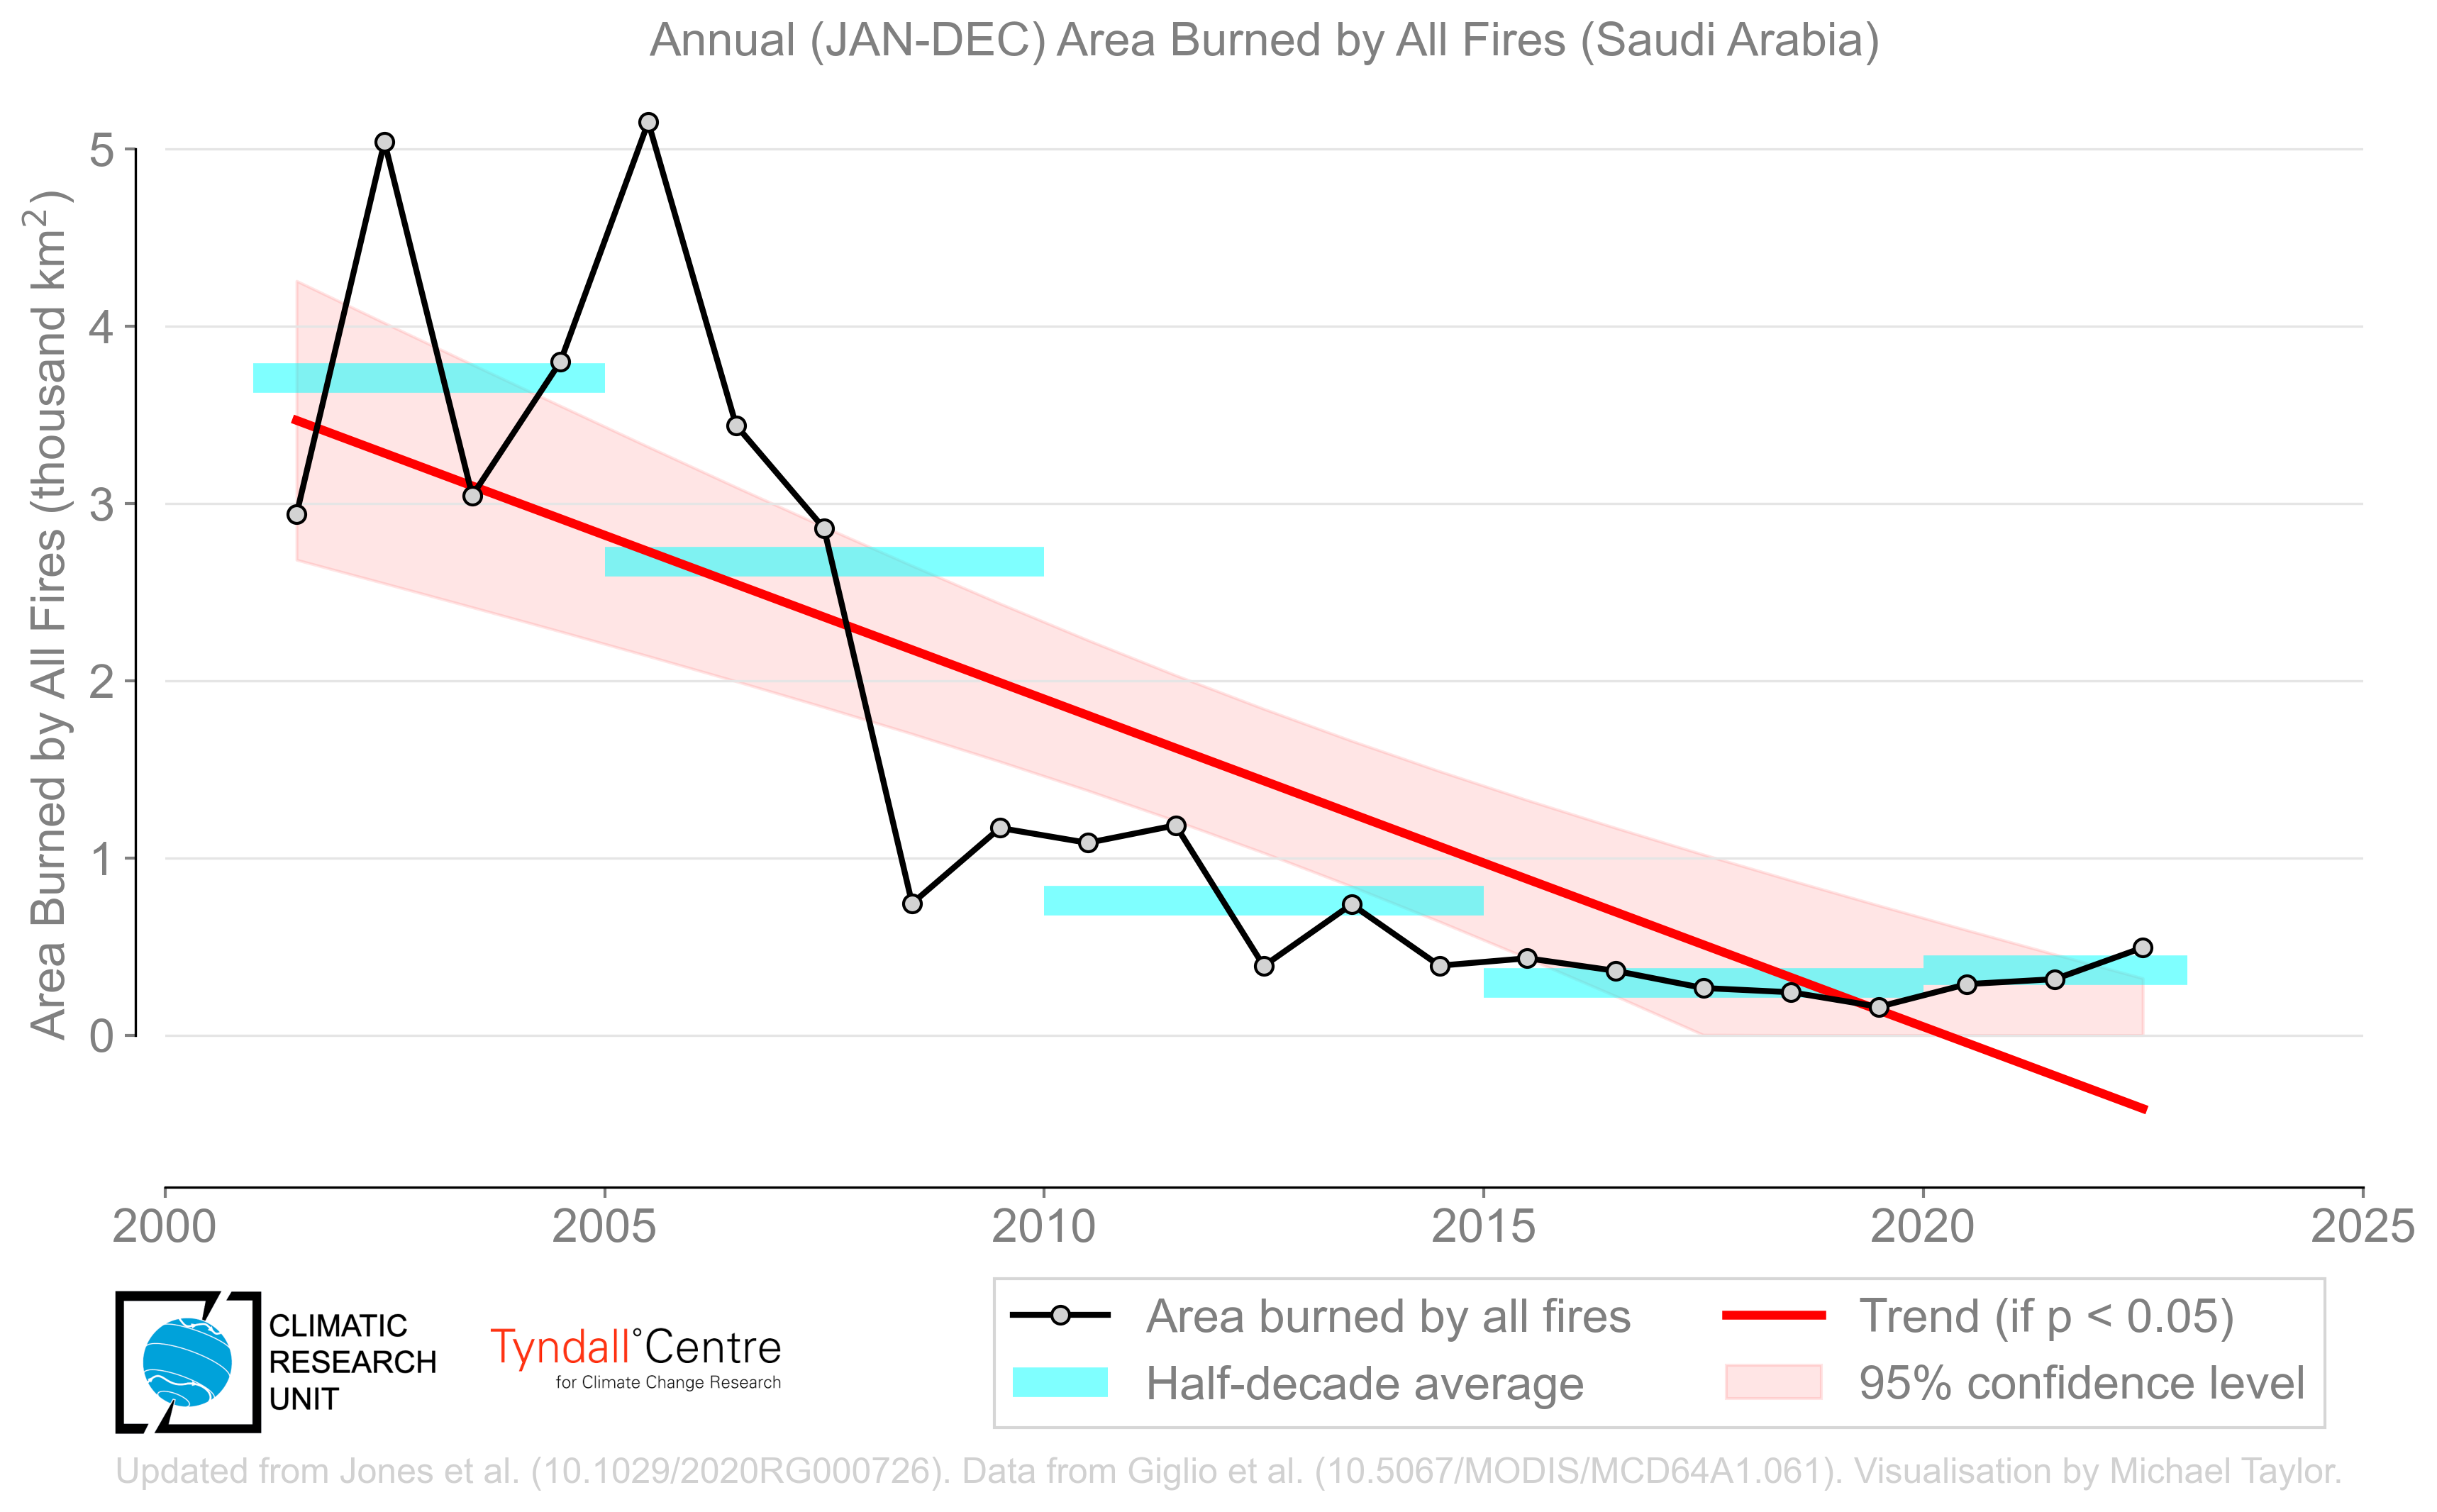 Annual (JAN-DEC) Area Burned by All Fires (Saudi Arabia)
Area Burned by All Fires (thousand km²)
5
4
3
2
1
0
2000 2005 2010 2015 2020 2025
CLIMATIC
RESEARCH
UNIT
Tyndall°Centre
for Climate Change Research
Area burned by all fires
Half-decade average
Trend (if p < 0.05)
95% confidence level
Updated from Jones et al. (10.1029/2020RG000726). Data from Giglio et al. (10.5067/MODIS/MCD64A1.061). Visualisation by Michael Taylor.